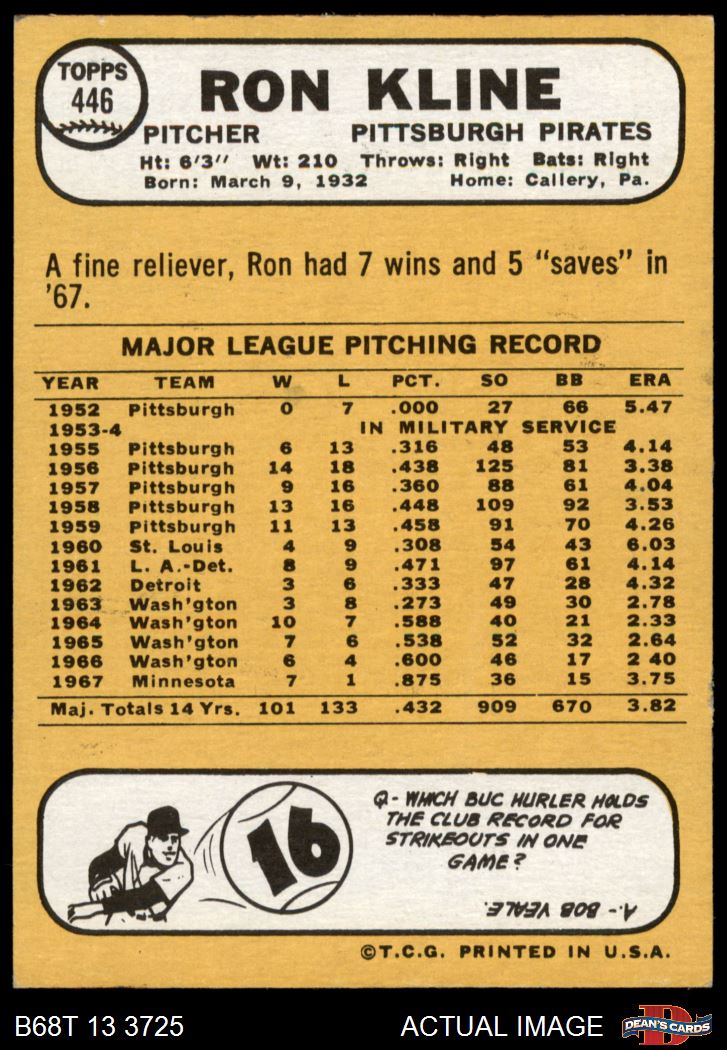 TOPPS
446
RON KLINE
PITCHER PITTSBURGH PIRATES
Ht: 6'3" Wt: 210 Throws: Right Bats: Right
Born: March 9, 1932 Home: Callery, Pa.
A fine reliever, Ron had 7 wins and 5 "saves" in
'67.
MAJOR LEAGUE PITCHING RECORD
YEAR TEAM W L PCT. SO BB ERA
1952 Pittsburgh 0 7 .000 27 66 5.47
1953-4 IN MILITARY SERVICE
1955 Pittsburgh 6 13 .316 48 53 4.14
1956 Pittsburgh 14 18 .438 125 81 3.38
1957 Pittsburgh 9 16 .360 88 61 4.04
1958 Pittsburgh 13 16 .448 109 92 3.53
1959 Pittsburgh 11 13 .458 91 70 4.26
1960 St. Louis 4 9 .308 54 43 6.03
1961 L. A.-Det. 8 9 .471 97 61 4.14
1962 Detroit 3 6 .333 47 28 4.32
1963 Wash'gton 3 8 .273 49 30 2.78
1964 Wash'gton 10 7 .588 40 21 2.33
1965 Wash'gton 7 6 .538 52 32 2.64
1966 Wash'gton 6 4 .600 46 17 2 40
1967 Minnesota 7 1 .875 36 15 3.75
Maj. Totals 14 Yrs. 101 133 .432 909 670 3.82
16
Q- WHICH BUC HURLER HOLDS
THE CLUB RECORD FOR
STRIKEOUTS IN ONE
GAME?
A- BOB VEALE.
©T.C.G. PRINTED IN U.S.A.
B68T 13 3725 ACTUAL IMAGE
D
DEAN'S CARDS